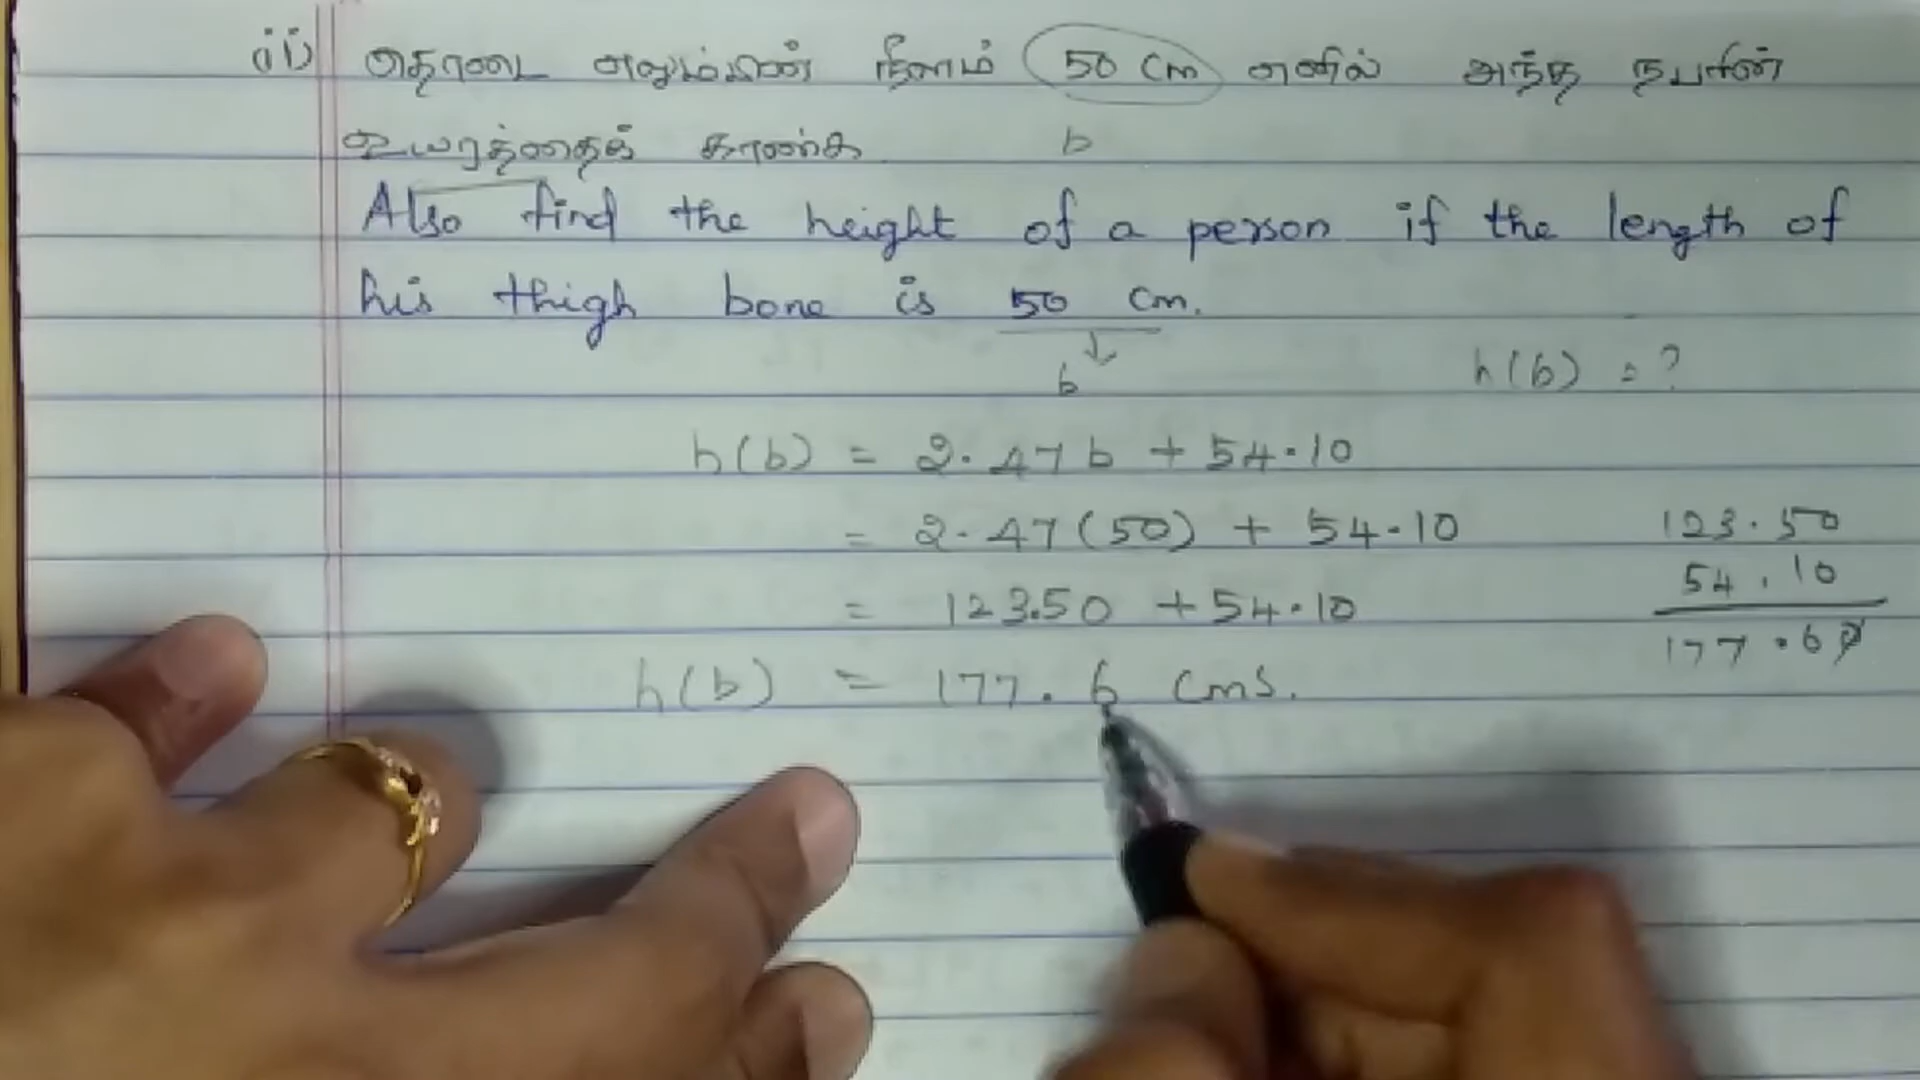 ii) தொடை எலும்பின் நீளம் 50 cm எனில் அந்த நபரின்
உயரத்தைக் காண்க b
Also find the height of a person if the length of
his thigh bone is 50 cm.
↓
b h(b) = ?
h(b) = 2.47 b + 54.10
= 2.47 (50) + 54.10
= 123.50 + 54.10
h(b) = 177.6 cms.
123.50
54.10
177.60